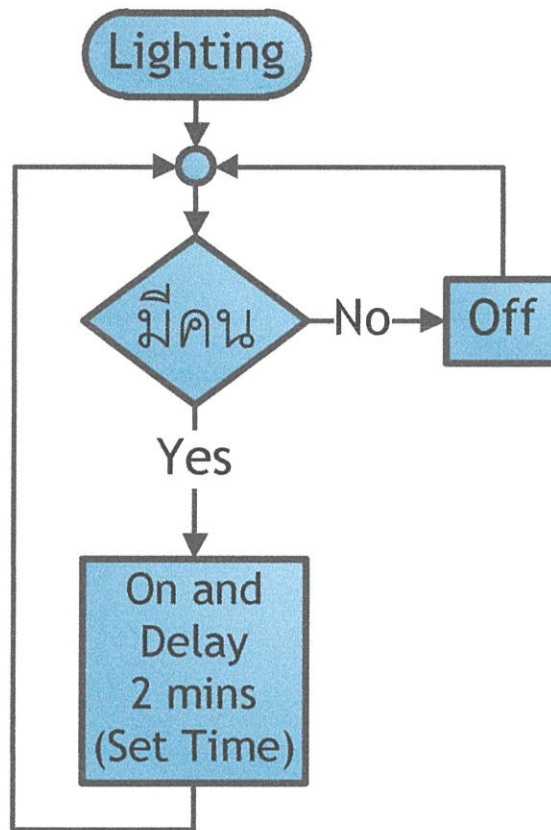 Lighting
มีคน
No
Off
Yes
On and
Delay
2 mins
(Set Time)